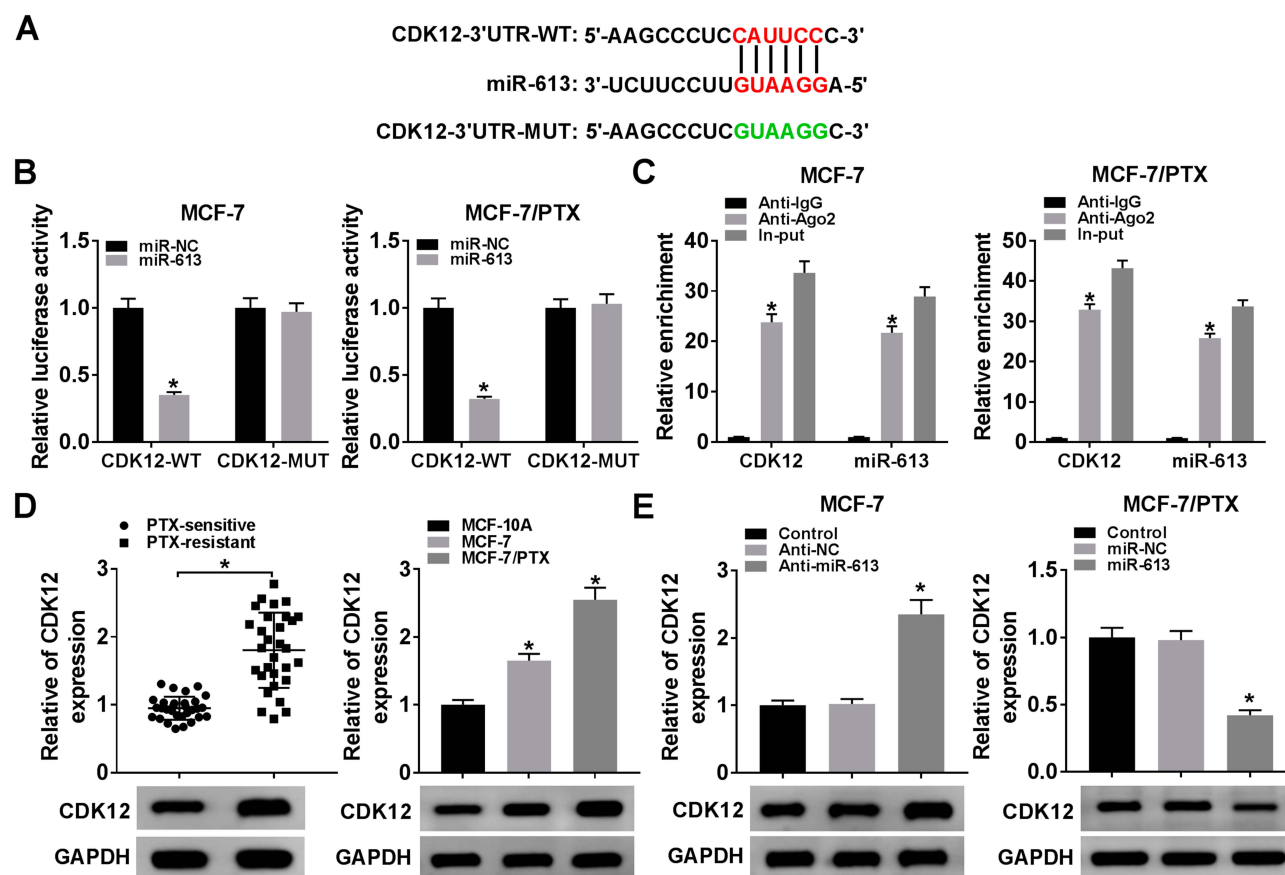 A
CDK12-3'UTR-WT: 5'-AAGCCCUCCAUUCCC-3'
miR-613: 3'-UCUUCCUUGUAAGGA-5'
CDK12-3'UTR-MUT: 5'-AAGCCCUCGUAAGGC-3'
B
MCF-7
miR-NC
miR-613
Relative luciferase activity
1.5
1.0
0.5
0.0
*
CDK12-WT CDK12-MUT
MCF-7/PTX
miR-NC
miR-613
Relative luciferase activity
1.5
1.0
0.5
0.0
*
CDK12-WT CDK12-MUT
C
MCF-7
Anti-IgG
Anti-Ago2
In-put
Relative enrichiment
40
30
20
10
0
* *
CDK12 miR-613
MCF-7/PTX
Anti-IgG
Anti-Ago2
In-put
Relative enrichment
50
40
30
20
10
0
* *
CDK12 miR-613
D
PTX-sensitive
PTX-resistant
Relative of CDK12
expression
3
2
1
0
*
CDK12
GAPDH
MCF-10A
MCF-7
MCF-7/PTX
Relative of CDK12
expression
3
2
1
0
* *
CDK12
GAPDH
E
MCF-7
Control
Anti-NC
Anti-miR-613
Relative of CDK12
expression
3
2
1
0
*
CDK12
GAPDH
MCF-7/PTX
Control
miR-NC
miR-613
Relative of CDK12
expression
1.5
1.0
0.5
0.0
*
CDK12
GAPDH